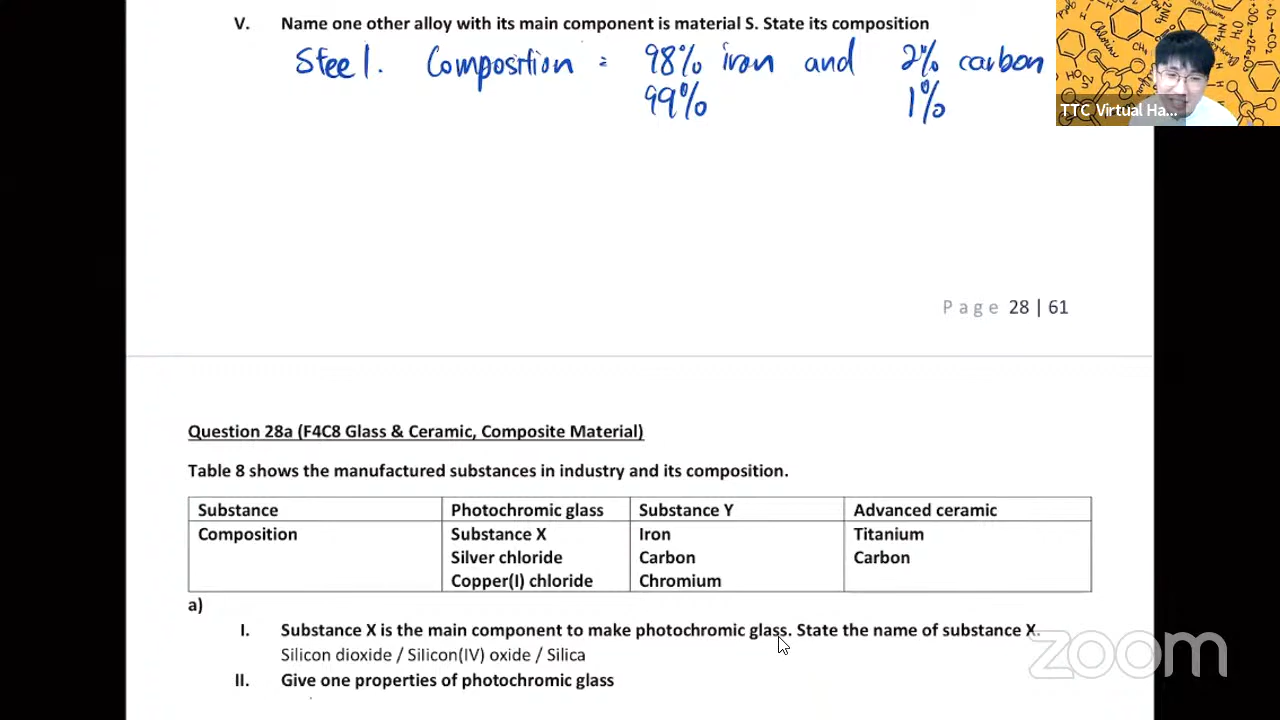 V. Name one other alloy with its main component is material S. State its composition
Steel. Composition = 98% iron and 2% carbon
99% 1%
TTC Virtual Ha...
Page 28 | 61
Question 28a (F4C8 Glass & Ceramic, Composite Material)
Table 8 shows the manufactured substances in industry and its composition.
Substance Photochromic glass Substance Y Advanced ceramic
Composition Substance X Iron Titanium
Silver chloride Carbon Carbon
Copper(I) chloride Chromium
a)
I. Substance X is the main component to make photochromic glass. State the name of substance X.
Silicon dioxide / Silicon(IV) oxide / Silica
zoom
II. Give one properties of photochromic glass